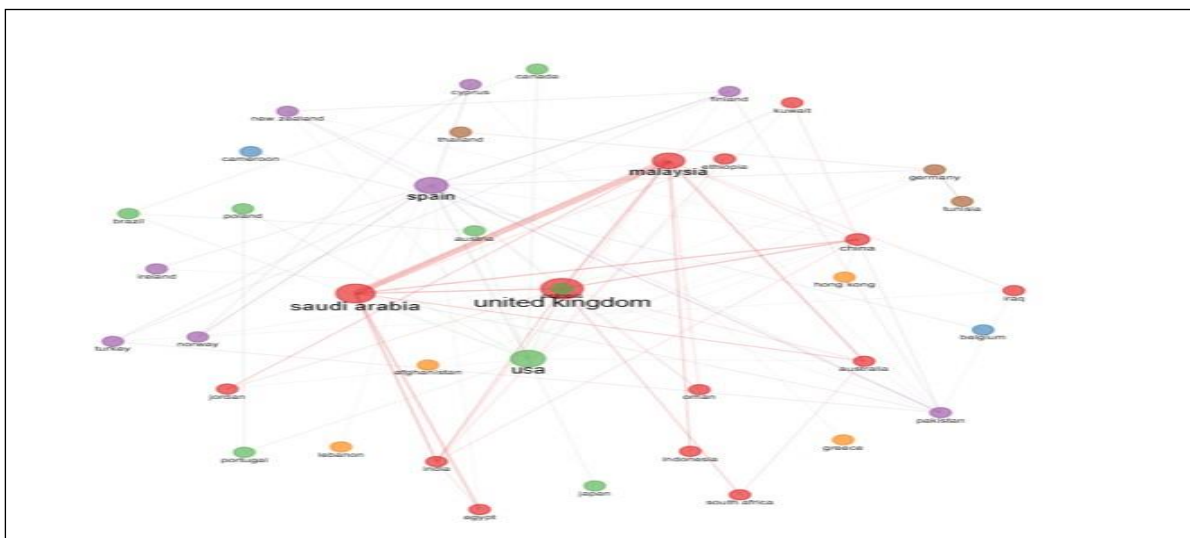 canada
cyprus
finland
kuwait
new zealand
thailand
cameroon
ethiopia
malaysia
germany
spain
tunisia
brazil
poland
austria
china
ireland
hong kong
saudi arabia
united kingdom
iraq
belgium
turkey
norway
usa
afghanistan
australia
jordan
oman
pakistan
greece
portugal
lebanon
india
indonesia
japan
south africa
egypt